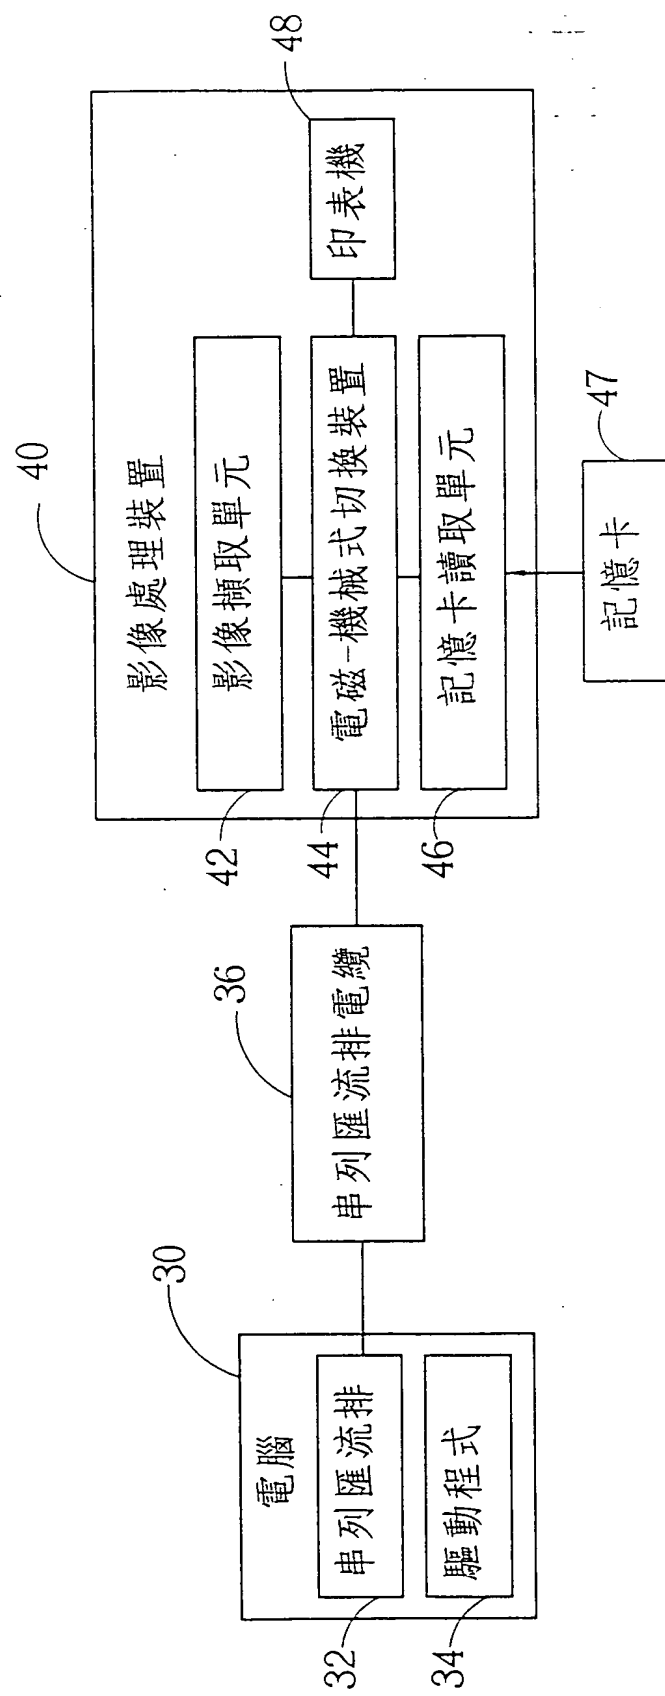 電腦
30
串列匯流排
32
驅動程式
34
串列匯流排電纜
36
影像處理裝置
40
影像擷取單元
42
電磁-機械式切換裝置
44
記憶卡讀取單元
46
印表機
48
記憶卡
47